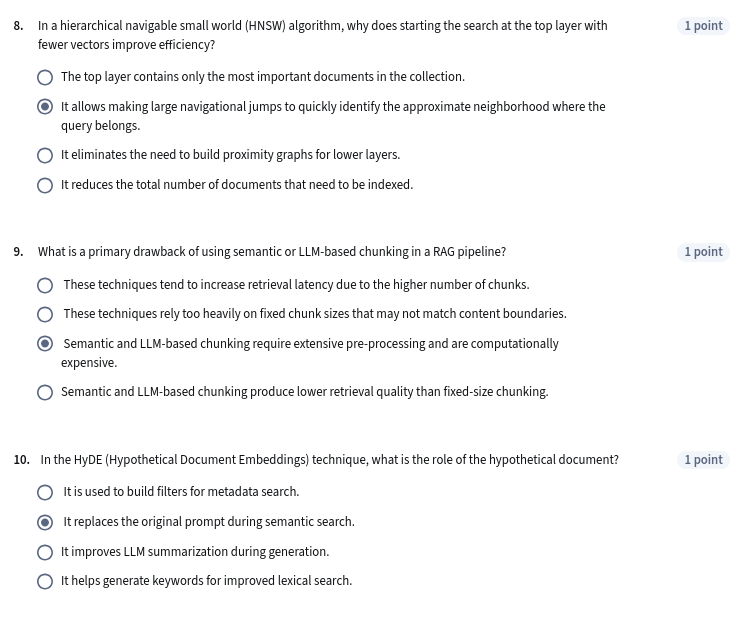 8. In a hierarchical navigable small world (HNSW) algorithm, why does starting the search at the top layer with 1 point
fewer vectors improve efficiency?
The top layer contains only the most important documents in the collection.
It allows making large navigational jumps to quickly identify the approximate neighborhood where the
query belongs.
It eliminates the need to build proximity graphs for lower layers.
It reduces the total number of documents that need to be indexed.
9. What is a primary drawback of using semantic or LLM-based chunking in a RAG pipeline? 1 point
These techniques tend to increase retrieval latency due to the higher number of chunks.
These techniques rely too heavily on fixed chunk sizes that may not match content boundaries.
Semantic and LLM-based chunking require extensive pre-processing and are computationally
expensive.
Semantic and LLM-based chunking produce lower retrieval quality than fixed-size chunking.
10. In the HyDE (Hypothetical Document Embeddings) technique, what is the role of the hypothetical document? 1 point
It is used to build filters for metadata search.
It replaces the original prompt during semantic search.
It improves LLM summarization during generation.
It helps generate keywords for improved lexical search.